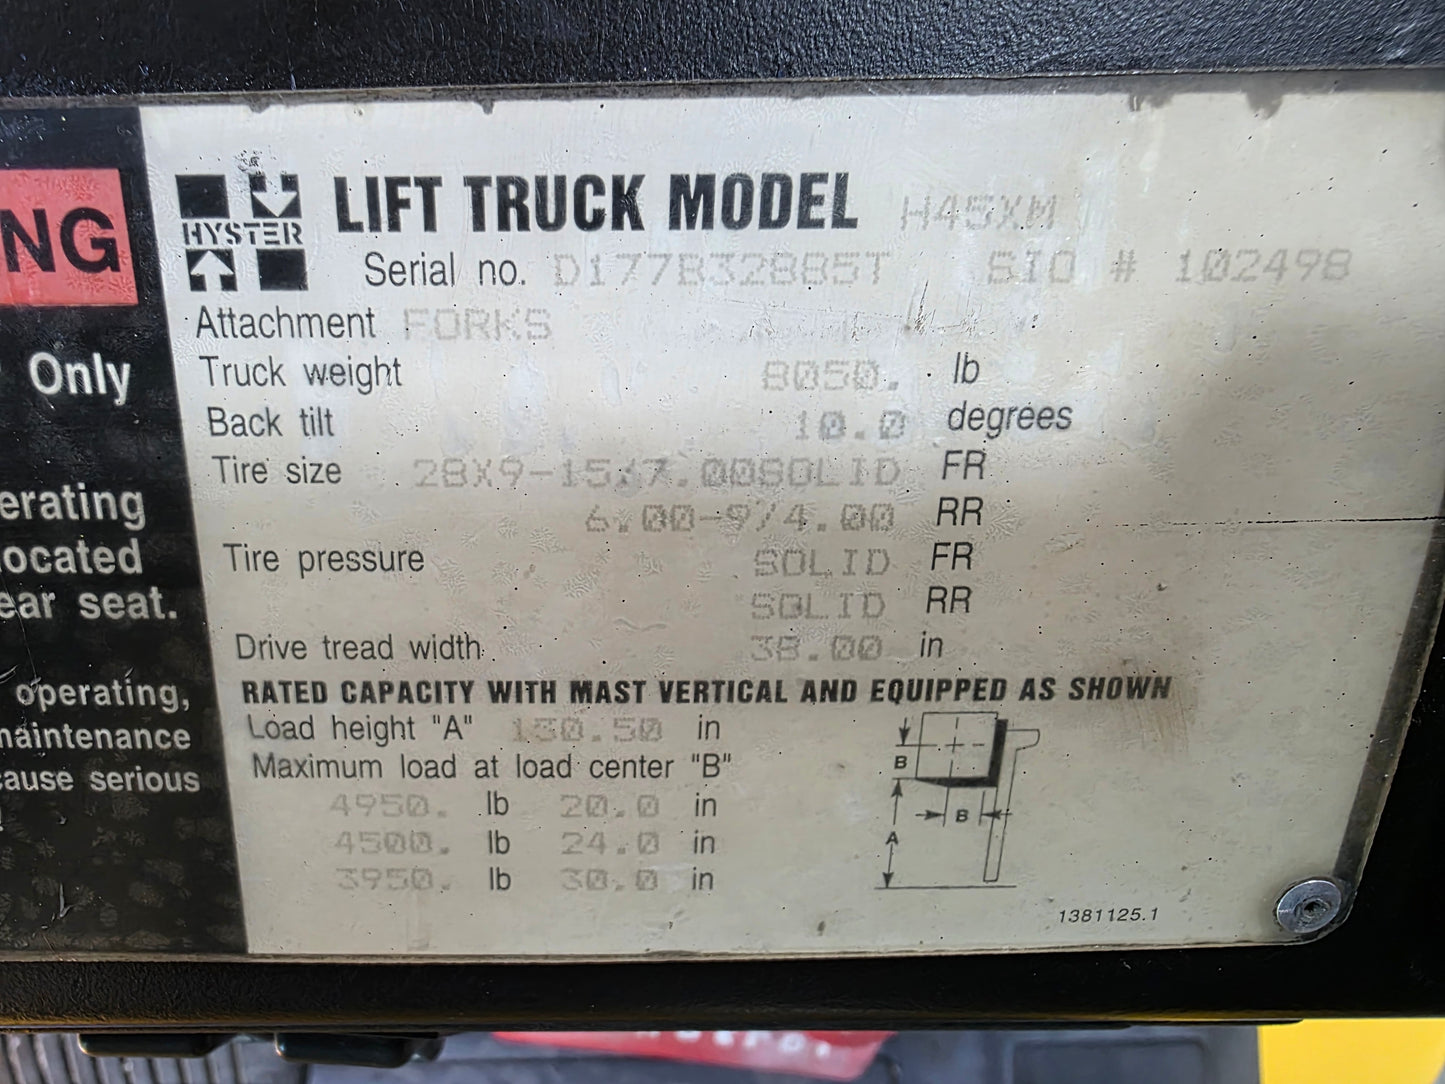 NG
Only
erating
located
ear seat.
operating,
maintenance
cause serious
HYSTER
LIFT TRUCK MODEL H45XM
Serial no. D177B32885T SIO # 102498
Attachment FORKS
Truck weight 8050. lb
Back tilt 10.0 degrees
Tire size 28X9-15/7.00SOLID FR
6.00-9/4.00 RR
Tire pressure SOLID FR
SOLID RR
Drive tread width 38.00 in
RATED CAPACITY WITH MAST VERTICAL AND EQUIPPED AS SHOWN
Load height "A" 130.50 in
Maximum load at load center "B"
4950. lb 20.0 in
4500. lb 24.0 in
3950. lb 30.0 in
B
B
A
1381125.1